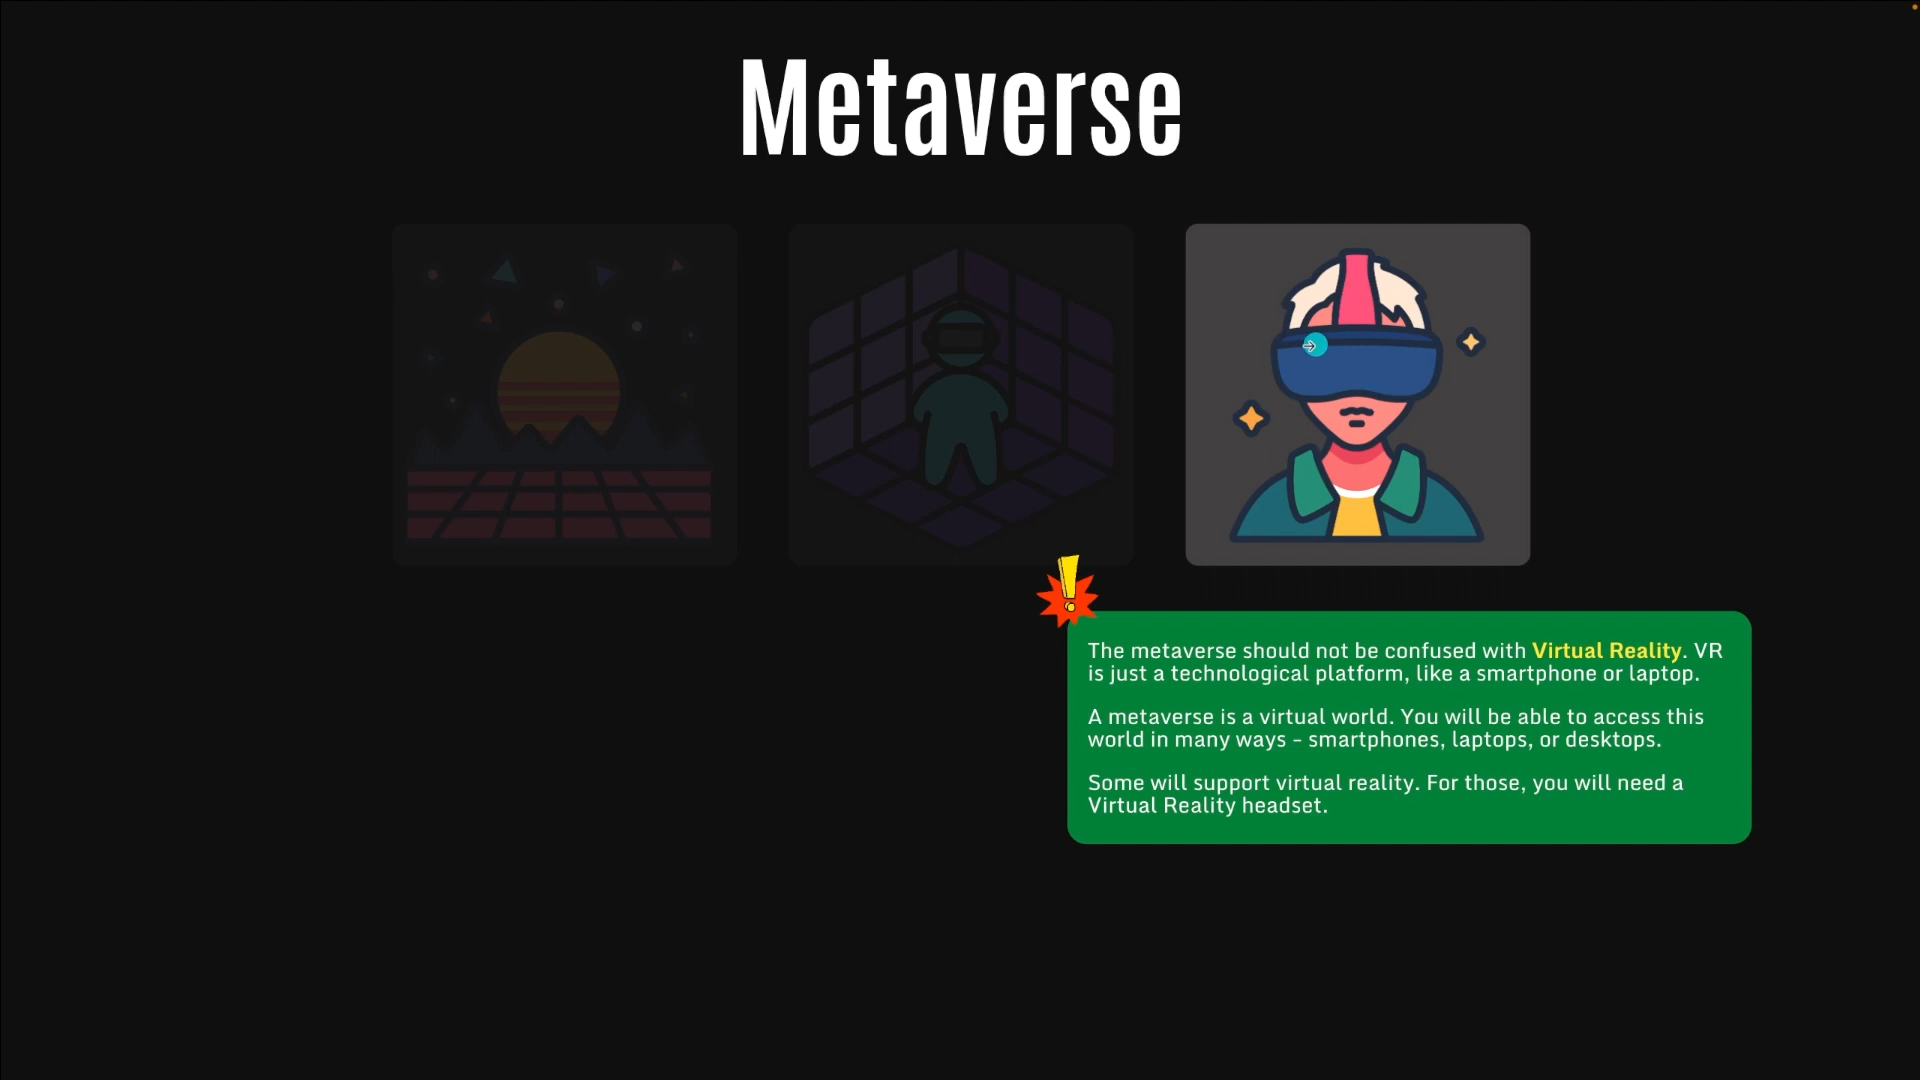 Metaverse
The metaverse should not be confused with Virtual Reality. VR
is just a technological platform, like a smartphone or laptop.
A metaverse is a virtual world. You will be able to access this
world in many ways – smartphones, laptops, or desktops.
Some will support virtual reality. For those, you will need a
Virtual Reality headset.